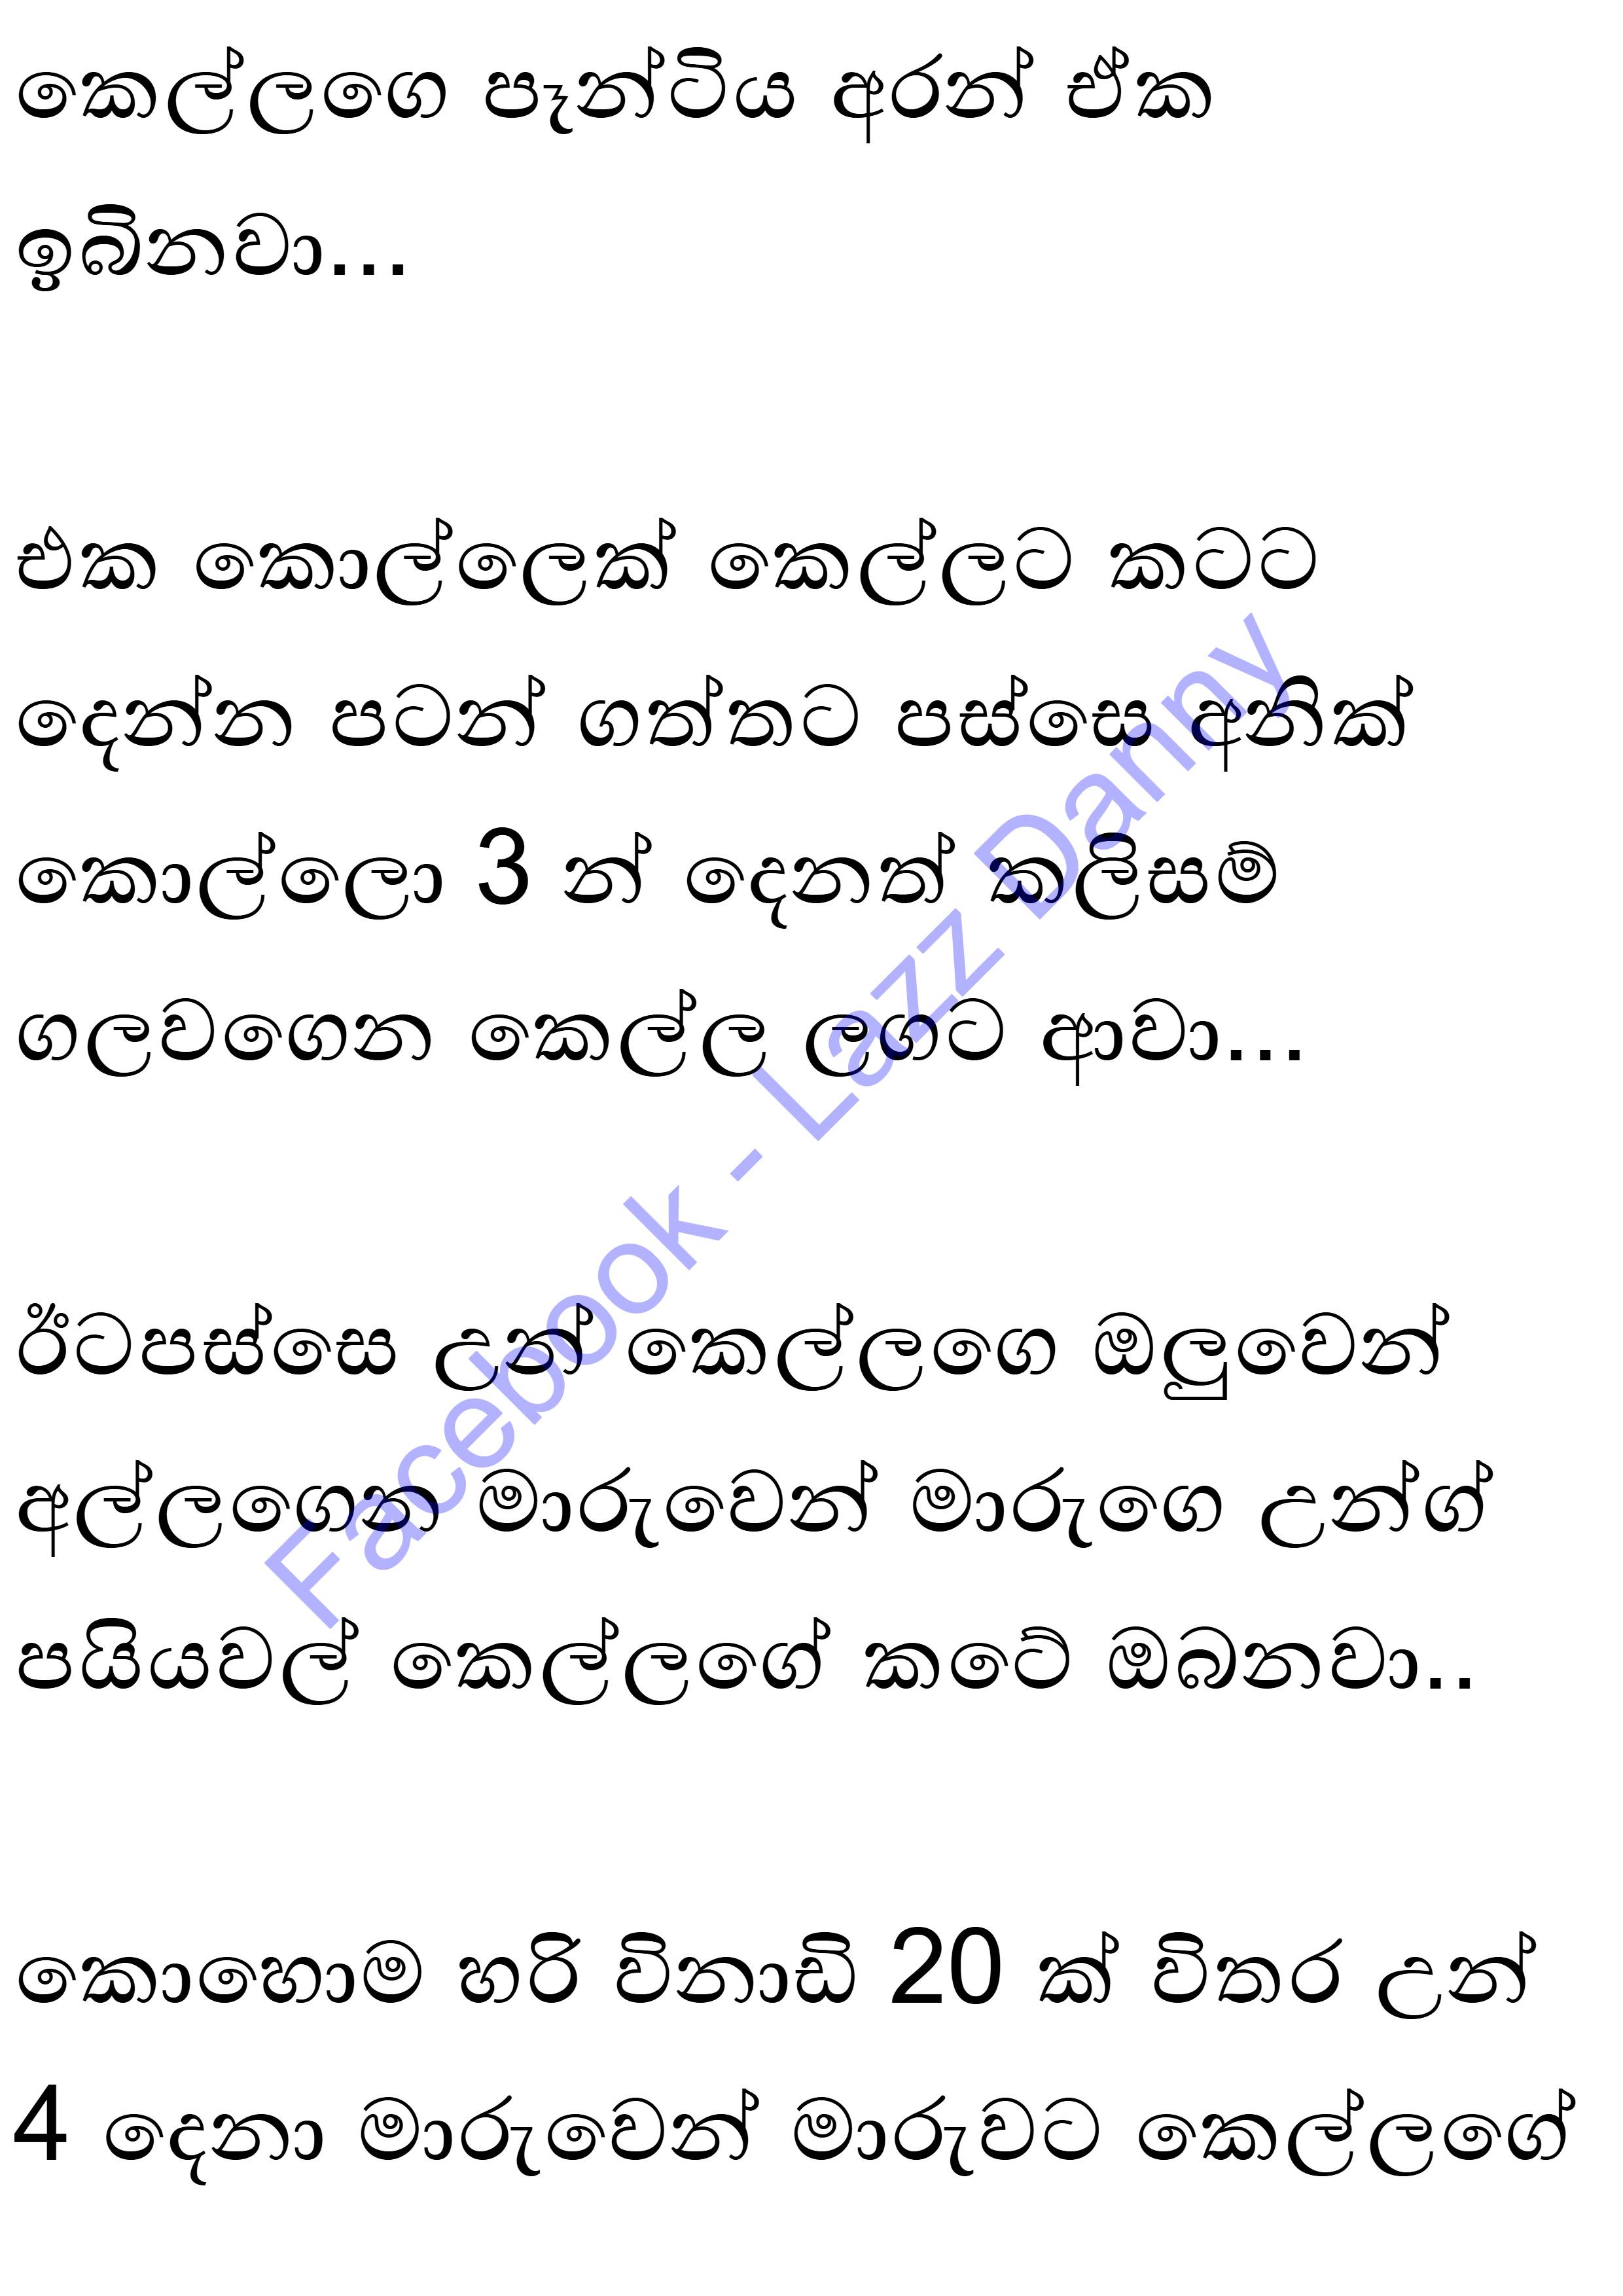 කෙල්ලගෙ පෑන්ටිය අරන් ඒක
ඉඹිනවා...
එක කොල්ලෙක් කෙල්ලට කටට
දෙන්න පටන් ගත්තට පස්සෙ අනික්
කොල්ලො 3 න් දෙනත් කලිසම්
ගලවගෙන කෙල්ල ලගට ආවා...
ඊටපස්සෙ උන් කෙල්ලගෙ ඔලුවෙන්
අල්ලගෙන මාරුවෙන් මාරුගෙ උන්ග්
පයියවල් කෙල්ලගේ කටේ ඔබනවා..
කොහොම හරි විනාඩි 20 ක් විතර උන්
4 දෙනා මාරුවෙන් මාරුවට කෙල්ලගේ
Facebook - Lazz Danny